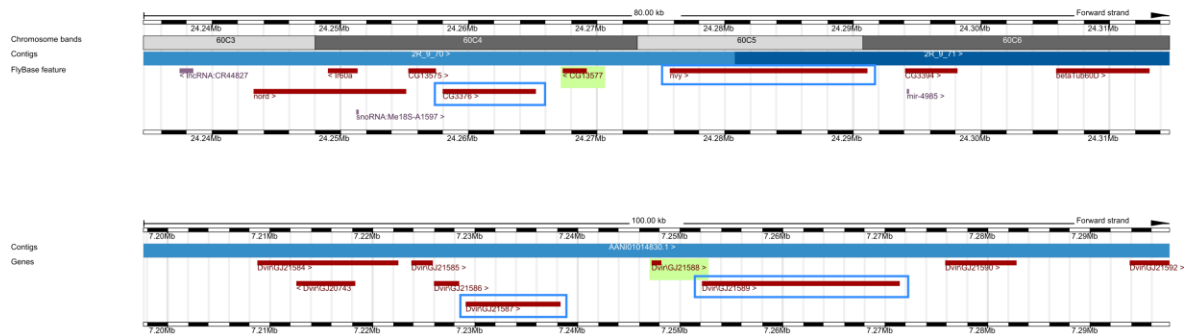 80.00 kb Forward strand
24.24Mb 24.25Mb 24.26Mb 24.27Mb 24.28Mb 24.29Mb 24.30Mb 24.31Mb
Chromosome bands 60C3 60C4 60C5 60C6
Contigs 2R_9_70 > 2R_9_71 >
FlyBase feature
< lncRNA:CR44827 < Ir60a CG13575 > < CG13577 nvy > CG3394 > betaTub60D >
nord > CG3376 > mir-4985 >
snoRNA:Me18S-A1597 >
24.24Mb 24.25Mb 24.26Mb 24.27Mb 24.28Mb 24.29Mb 24.30Mb 24.31Mb
100.00 kb Forward strand
7.20Mb 7.21Mb 7.22Mb 7.23Mb 7.24Mb 7.25Mb 7.26Mb 7.27Mb 7.28Mb 7.29Mb
Contigs AANI01014830.1 >
Genes
Dvir\GJ21584 > Dvir\GJ21585 > Dvir\GJ21588 > Dvir\GJ21590 > Dvir\GJ21592 >
< Dvir\GJ20743 Dvir\GJ21586 > Dvir\GJ21589 >
Dvir\GJ21587 >
7.20Mb 7.21Mb 7.22Mb 7.23Mb 7.24Mb 7.25Mb 7.26Mb 7.27Mb 7.28Mb 7.29Mb